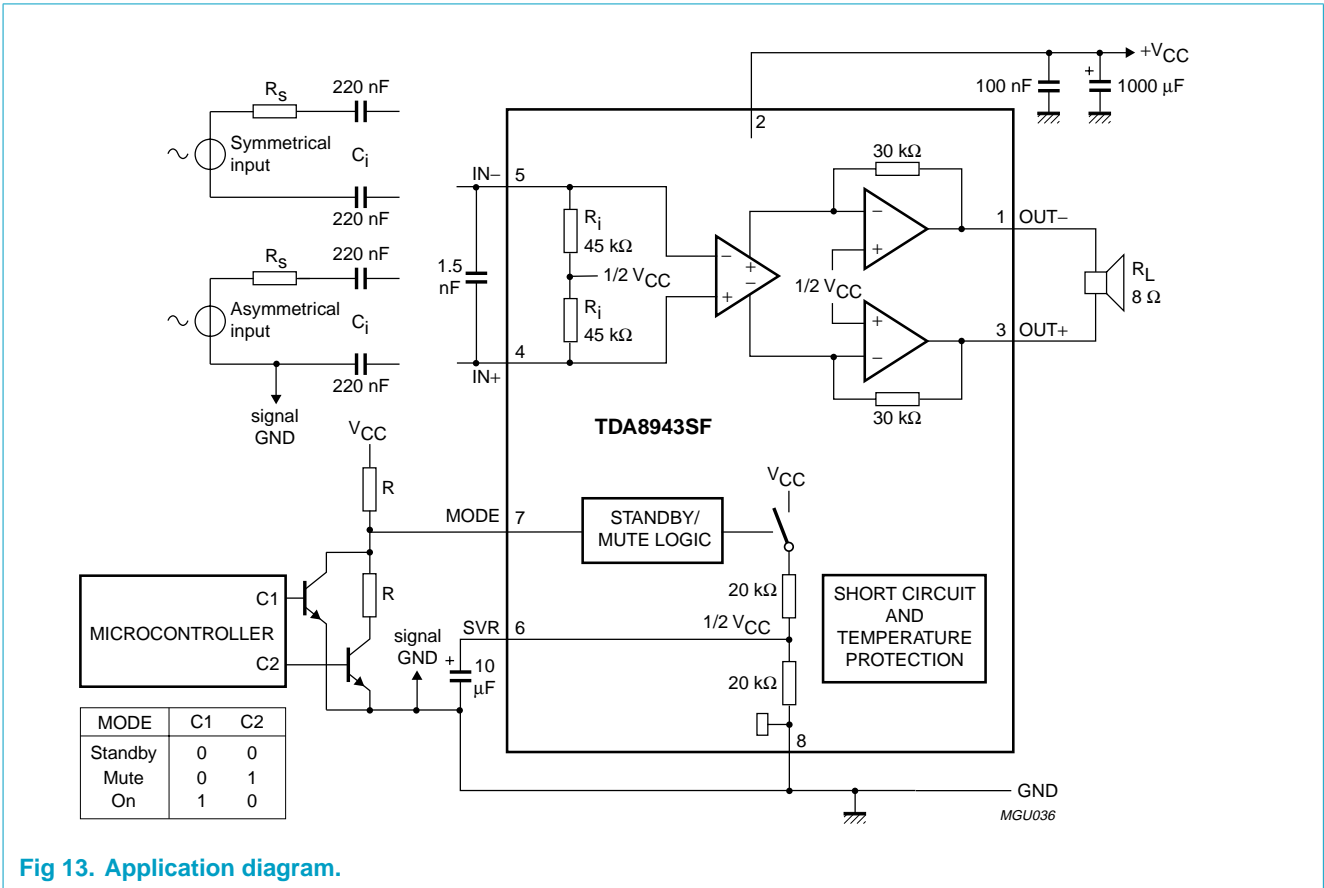 +VCC
100 nF
+
1000 μF
220 nF
RS
Symmetrical
input
Ci
220 nF
2
30 kΩ
IN−
5
−
+
1
OUT−
Ri
45 kΩ
1/2 VCC
Ri
45 kΩ
1.5
nF
−
+
+
−
1/2 VCC
RL
8 Ω
220 nF
RS
Asymmetrical
input
Ci
220 nF
signal
GND
4
IN+
+
−
3
OUT+
30 kΩ
TDA8943SF
VCC
R
MODE
7
STANDBY/
MUTE LOGIC
VCC
20 kΩ
SHORT CIRCUIT
AND
TEMPERATURE
PROTECTION
MICROCONTROLLER
C1
C2
R
signal
GND
SVR
6
1/2 VCC
+
10
μF
20 kΩ
8
MODE C1 C2
Standby 0 0
Mute 0 1
On 1 0
GND
MGU036
Fig 13. Application diagram.